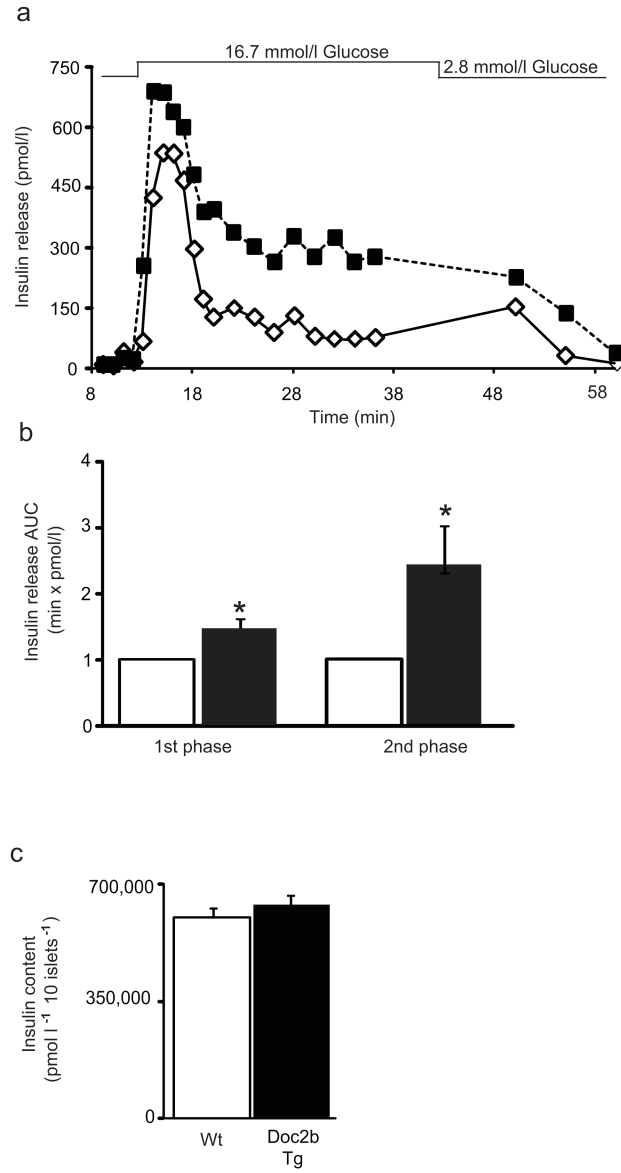 a
16.7 mmol/l Glucose
2.8 mmol/l Glucose
Insulin release (pmol/l)
750
600
450
300
150
0
8
18
28
38
48
58
Time (min)
b
Insulin release AUC
(min x pmol/l)
4
3
2
1
0
*
*
1st phase
2nd phase
c
Insulin content
(pmol l⁻¹ 10 islets⁻¹)
700,000
350,000
0
Wt
Doc2b
Tg